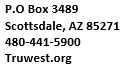 P.O Box 3489
Scottsdale, AZ 85271
480-441-5900
Truwest.org